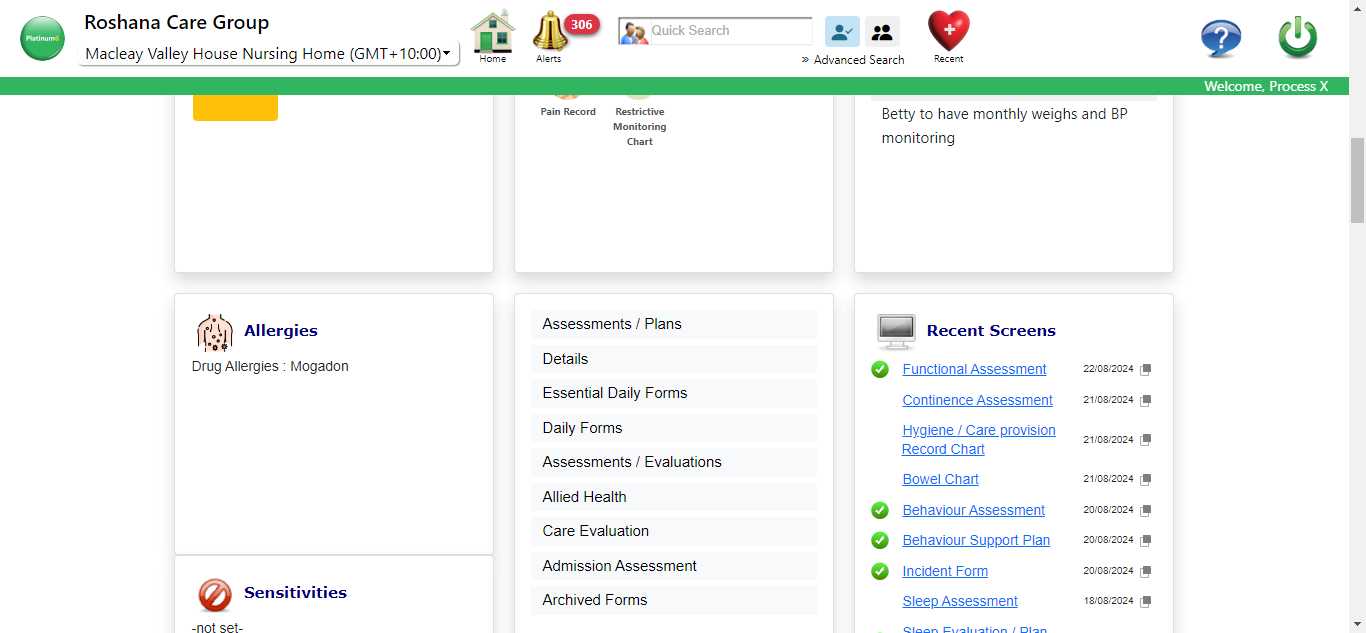 Platinum5
Roshana Care Group
Macleay Valley House Nursing Home (GMT+10:00)
Home
Alerts
306
Quick Search
» Advanced Search
Recent
Welcome, Process X
Pain Record
Restrictive
Monitoring
Chart
Betty to have monthly weighs and BP
monitoring
Allergies
Drug Allergies : Mogadon
Sensitivities
-not set-
Assessments / Plans
Details
Essential Daily Forms
Daily Forms
Assessments / Evaluations
Allied Health
Care Evaluation
Admission Assessment
Archived Forms
Recent Screens
Functional Assessment 22/08/2024
Continence Assessment 21/08/2024
Hygiene / Care provision
Record Chart 21/08/2024
Bowel Chart 21/08/2024
Behaviour Assessment 20/08/2024
Behaviour Support Plan 20/08/2024
Incident Form 20/08/2024
Sleep Assessment 18/08/2024
Sleep Evaluation / Plan